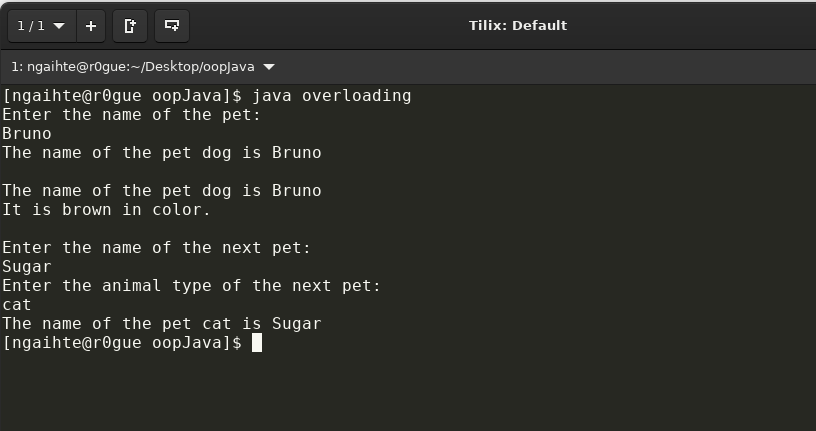 1 / 1
Tilix: Default
1: ngaihte@r0gue:~/Desktop/oopJava
[ngaihte@r0gue oopJava]$ java overloading
Enter the name of the pet:
Bruno
The name of the pet dog is Bruno
The name of the pet dog is Bruno
It is brown in color.
Enter the name of the next pet:
Sugar
Enter the animal type of the next pet:
cat
The name of the pet cat is Sugar
[ngaihte@r0gue oopJava]$